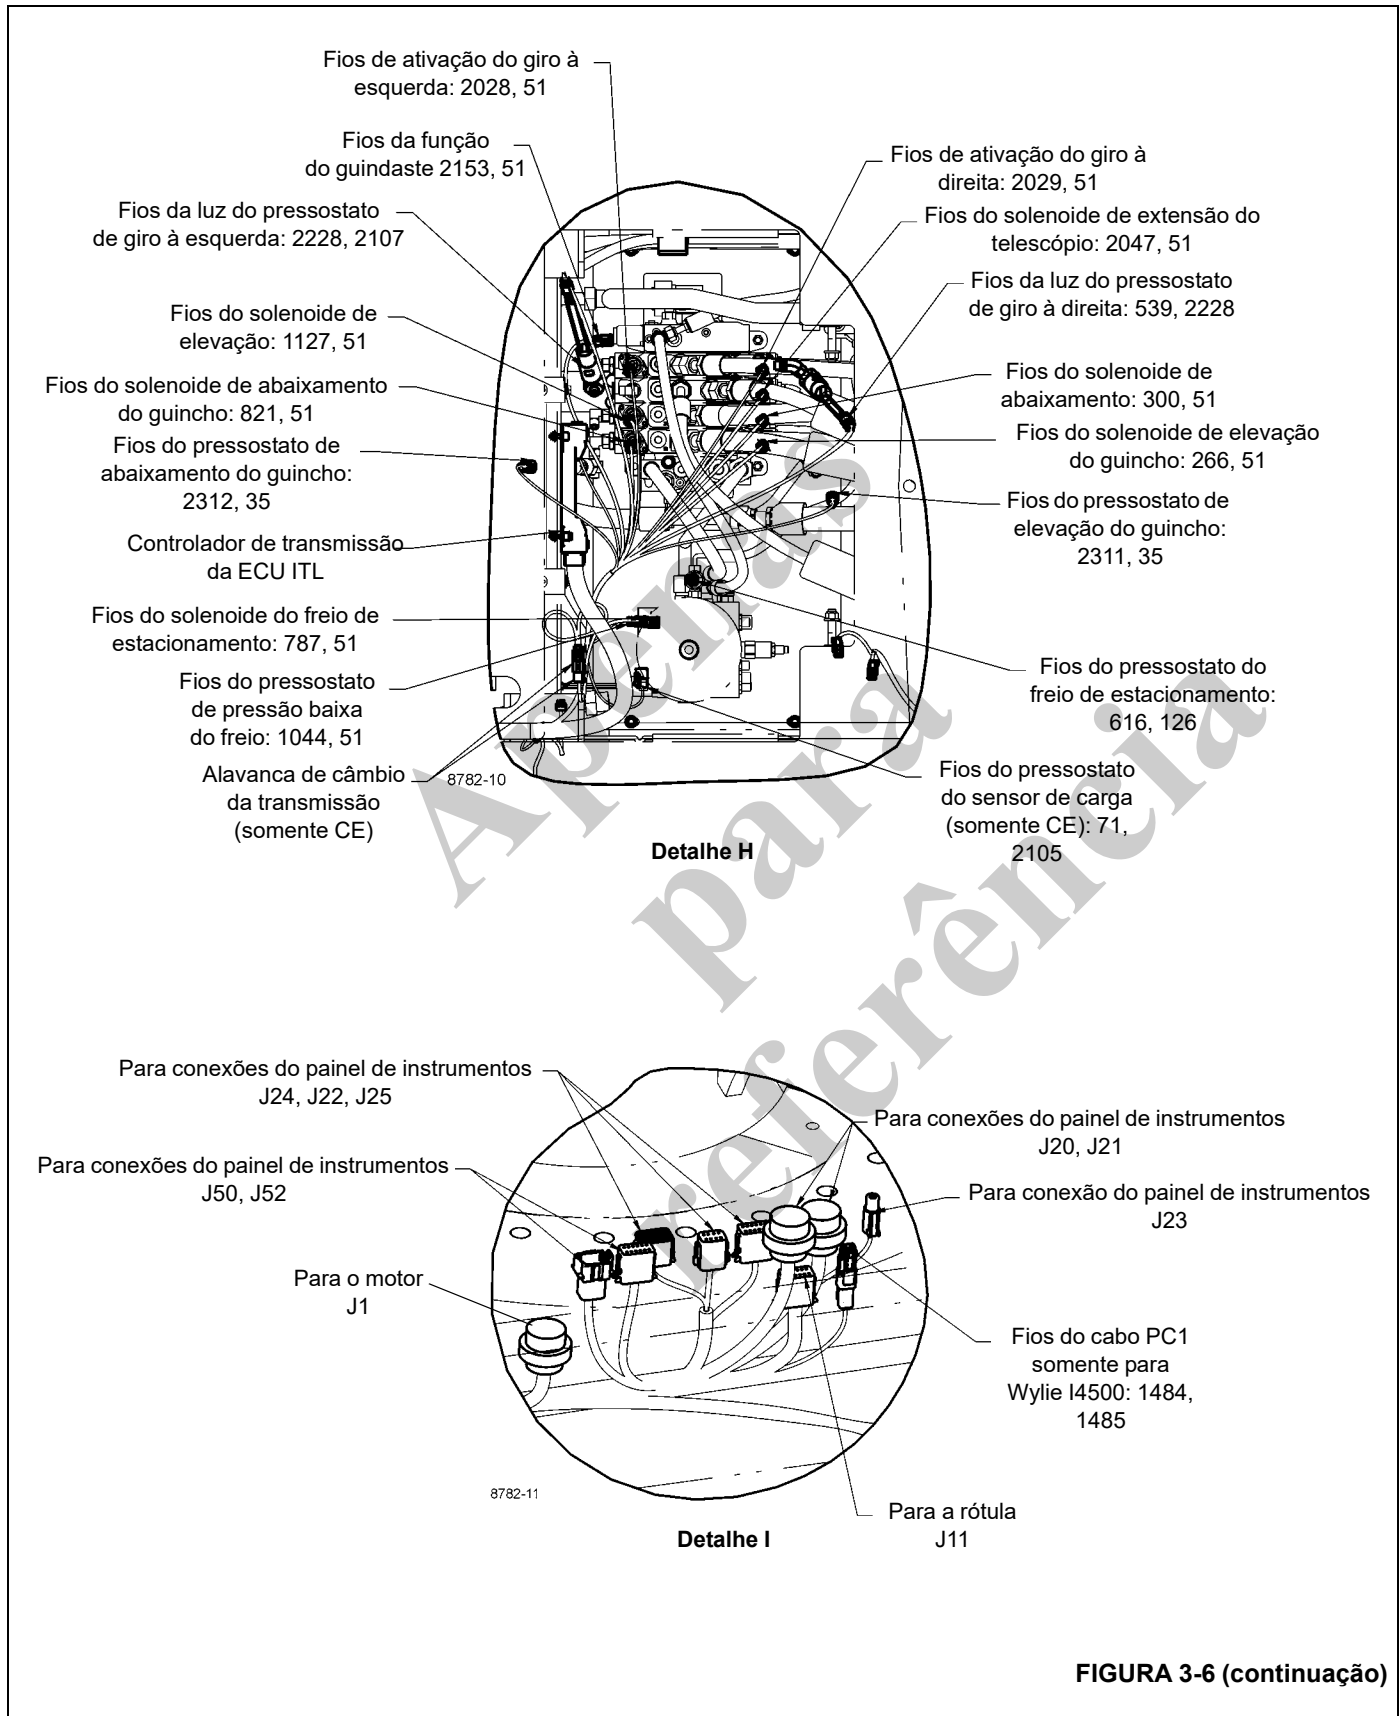 Fios de ativação do giro à
esquerda: 2028, 51
Fios da função
do guindaste 2153, 51
Fios da luz do pressostato
de giro à esquerda: 2228, 2107
Fios do solenoide de
elevação: 1127, 51
Fios do solenoide de abaixamento
do guincho: 821, 51
Fios do pressostato de
abaixamento do guincho:
2312, 35
Controlador de transmissão
da ECU ITL
Fios do solenoide do freio de
estacionamento: 787, 51
Fios do pressostato
de pressão baixa
do freio: 1044, 51
Alavanca de câmbio
da transmissão
(somente CE)
Fios de ativação do giro à
direita: 2029, 51
Fios do solenoide de extensão do
telescópio: 2047, 51
Fios da luz do pressostato
de giro à direita: 539, 2228
Fios do solenoide de
abaixamento: 300, 51
Fios do solenoide de elevação
do guincho: 266, 51
Fios do pressostato de
elevação do guincho:
2311, 35
Fios do pressostato do
freio de estacionamento:
616, 126
Fios do pressostato
do sensor de carga
(somente CE): 71,
2105
8782-10
Detalhe H
Apenas
para
referência
Para conexões do painel de instrumentos
J24, J22, J25
Para conexões do painel de instrumentos
J50, J52
Para o motor
J1
Para conexões do painel de instrumentos
J20, J21
Para conexão do painel de instrumentos
J23
Fios do cabo PC1
somente para
Wylie I4500: 1484,
1485
Para a rótula
J11
8782-11
Detalhe I
FIGURA 3-6 (continuação)